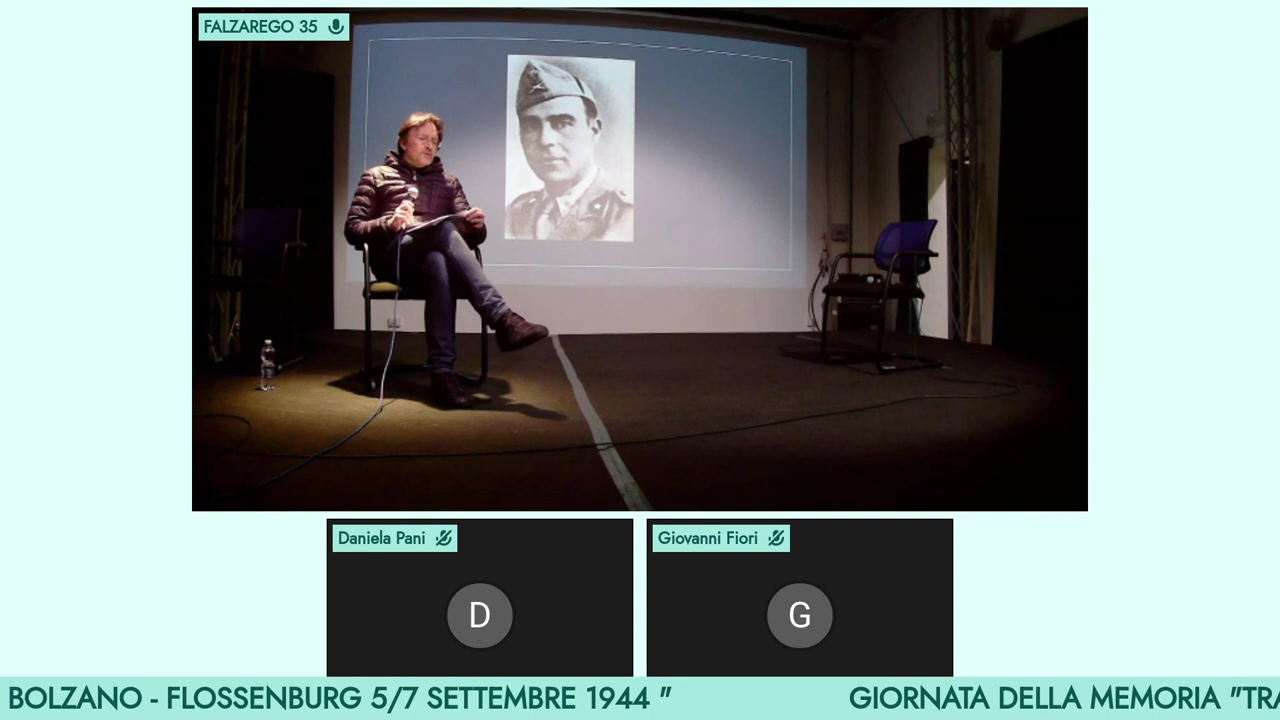 FALZAREGO 35
Daniela Pani
Giovanni Fiori
D
G
BOLZANO - FLOSSENBURG 5/7 SETTEMBRE 1944 " GIORNATA DELLA MEMORIA "TRA